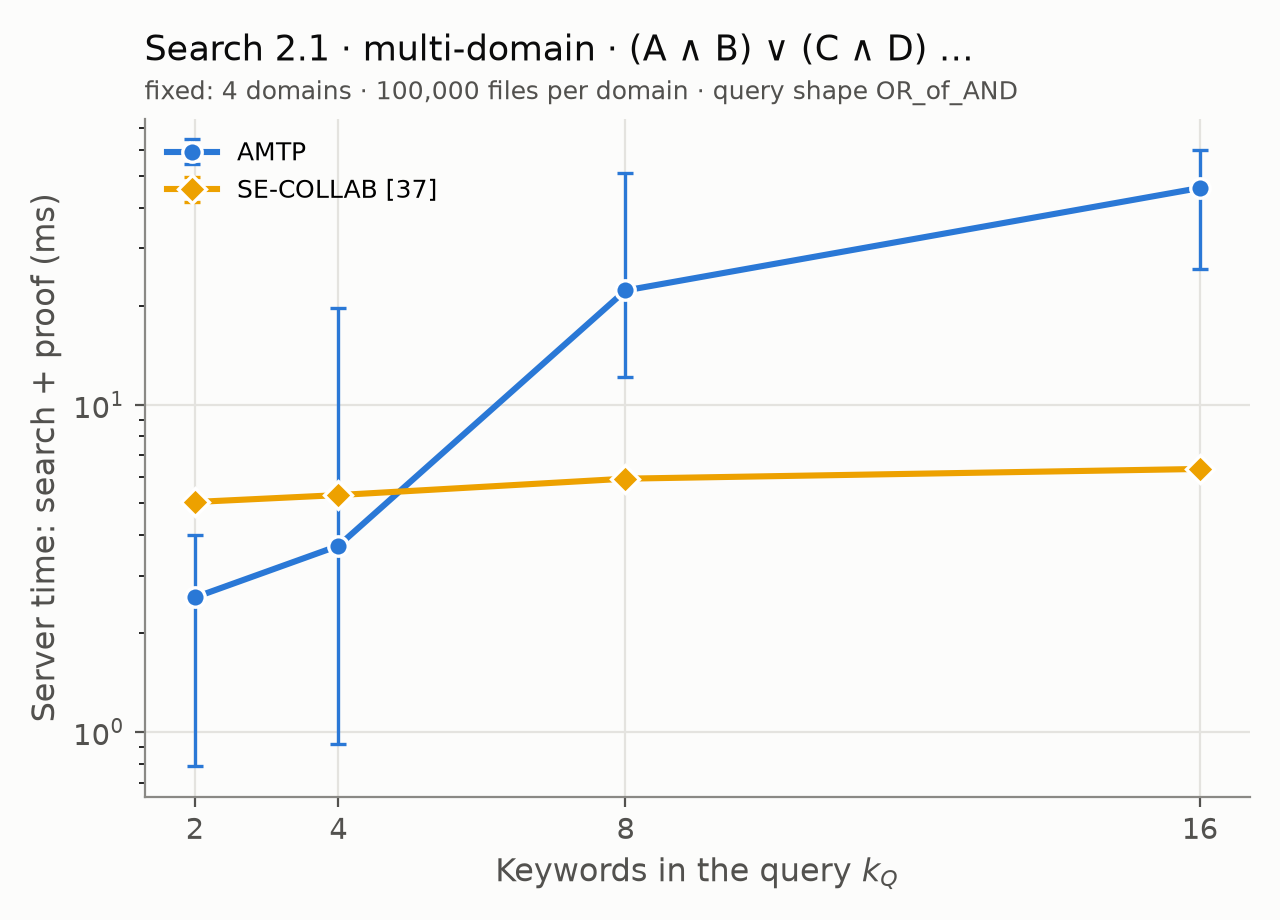 Search 2.1 · multi-domain · (A ∧ B) ∨ (C ∧ D) …
fixed: 4 domains · 100,000 files per domain · query shape OR_of_AND
AMTP
SE-COLLAB [37]
Server time: search + proof (ms)
10¹
10⁰
2 4 8 16
Keywords in the query k_Q